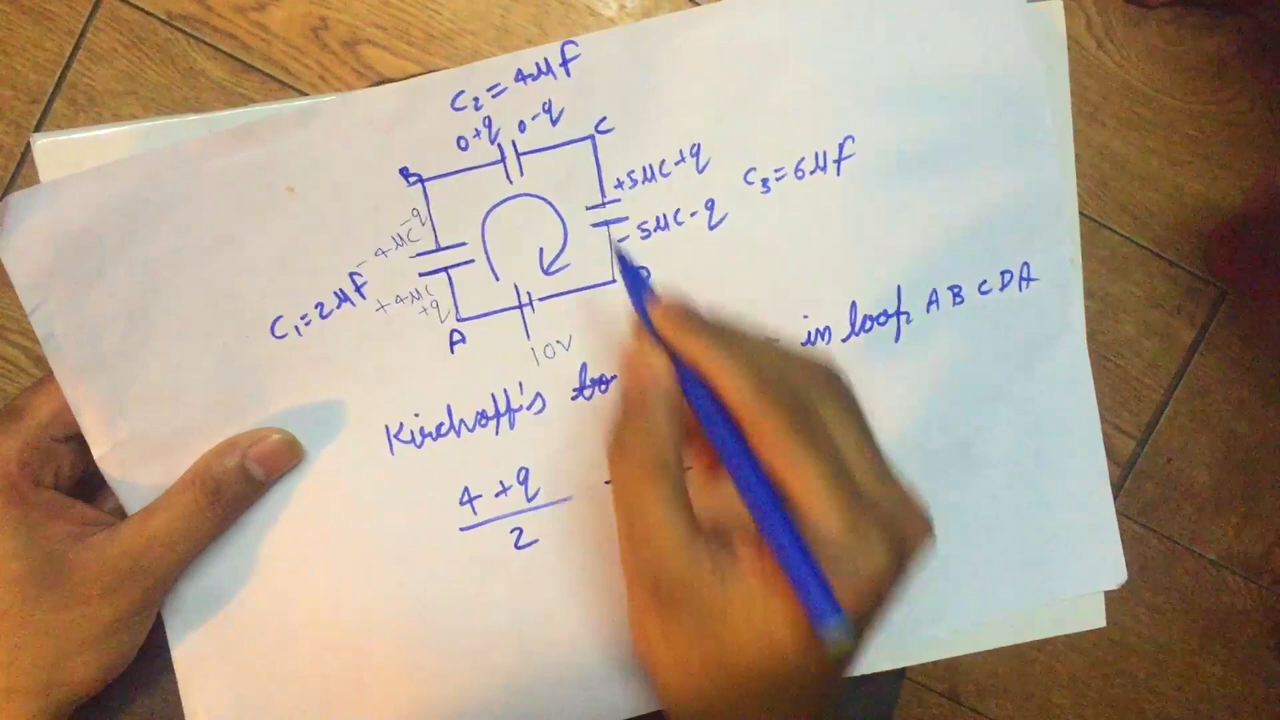 C₂ = 4μf
0+q 0-q
B C
+5μC+q
C₃ = 6μf
-5μC-q
-4μC-q
+4μC
+q
C₁ = 2μf
A
10V
Kirchoff's in loop ABCDA
4+q
2